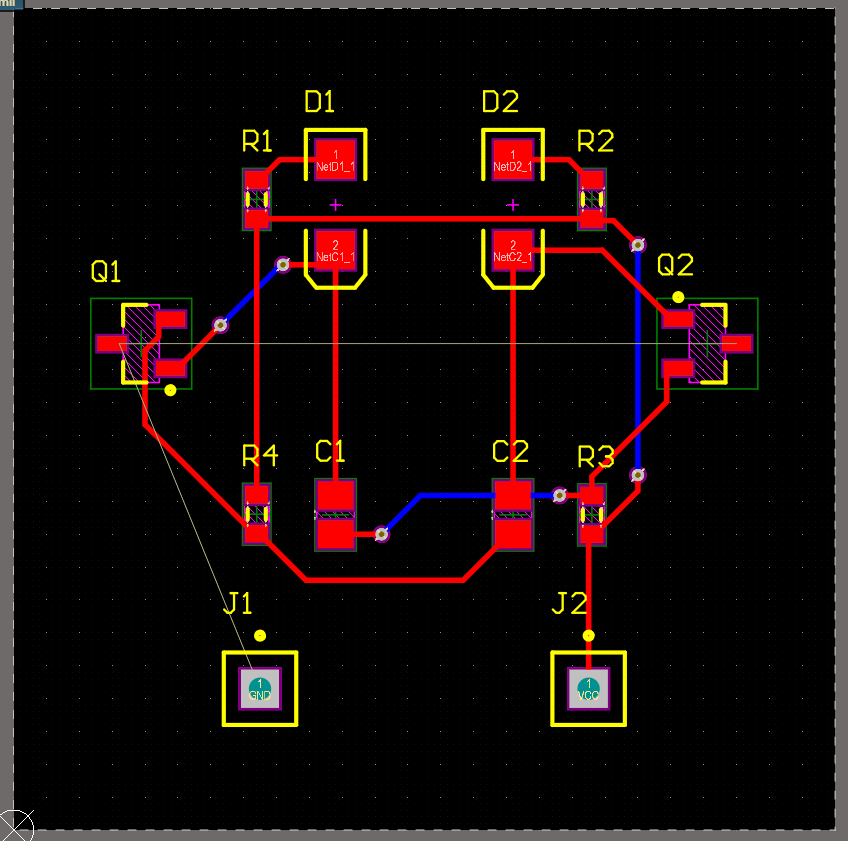 mil
D1
D2
R1
R2
1
NetD1_1
1
NetD2_1
2
NetC1_1
2
NetC2_1
Q1
Q2
R4
C1
C2
R3
J1
J2
1
GND
1
VCC